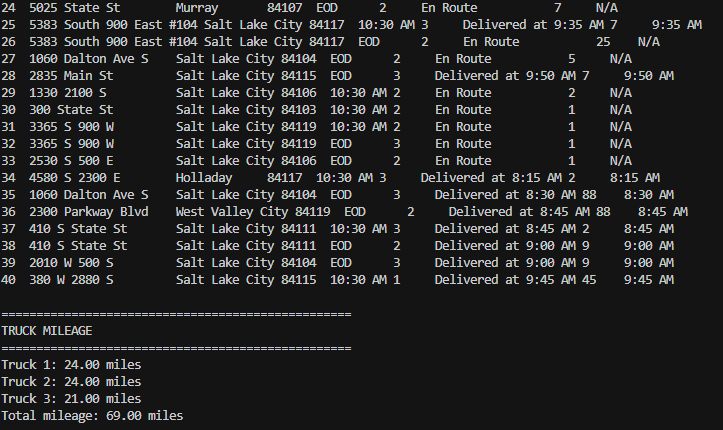 24  5025 State St        Murray       84107  EOD      2     En Route           7     N/A
25  5383 South 900 East #104 Salt Lake City 84117  10:30 AM 3     Delivered at 9:35 AM 7     9:35 AM
26  5383 South 900 East #104 Salt Lake City 84117  EOD      2     En Route           25    N/A
27  1060 Dalton Ave S    Salt Lake City 84104  EOD      2     En Route           5     N/A
28  2835 Main St         Salt Lake City 84115  EOD      3     Delivered at 9:50 AM 7     9:50 AM
29  1330 2100 S          Salt Lake City 84106  10:30 AM 2     En Route           2     N/A
30  300 State St         Salt Lake City 84103  10:30 AM 2     En Route           1     N/A
31  3365 S 900 W         Salt Lake City 84119  10:30 AM 2     En Route           1     N/A
32  3365 S 900 W         Salt Lake City 84119  EOD      3     En Route           1     N/A
33  2530 S 500 E         Salt Lake City 84106  EOD      2     En Route           1     N/A
34  4580 S 2300 E        Holladay     84117  10:30 AM 3     Delivered at 8:15 AM 2     8:15 AM
35  1060 Dalton Ave S    Salt Lake City 84104  EOD      3     Delivered at 8:30 AM 88    8:30 AM
36  2300 Parkway Blvd    West Valley City 84119  EOD      2     Delivered at 8:45 AM 88    8:45 AM
37  410 S State St       Salt Lake City 84111  10:30 AM 3     Delivered at 8:45 AM 2     8:45 AM
38  410 S State St       Salt Lake City 84111  EOD      2     Delivered at 9:00 AM 9     9:00 AM
39  2010 W 500 S         Salt Lake City 84104  EOD      3     Delivered at 9:00 AM 9     9:00 AM
40  380 W 2880 S         Salt Lake City 84115  10:30 AM 1     Delivered at 9:45 AM 45    9:45 AM
==================================================
TRUCK MILEAGE
==================================================
Truck 1: 24.00 miles
Truck 2: 24.00 miles
Truck 3: 21.00 miles
Total mileage: 69.00 miles